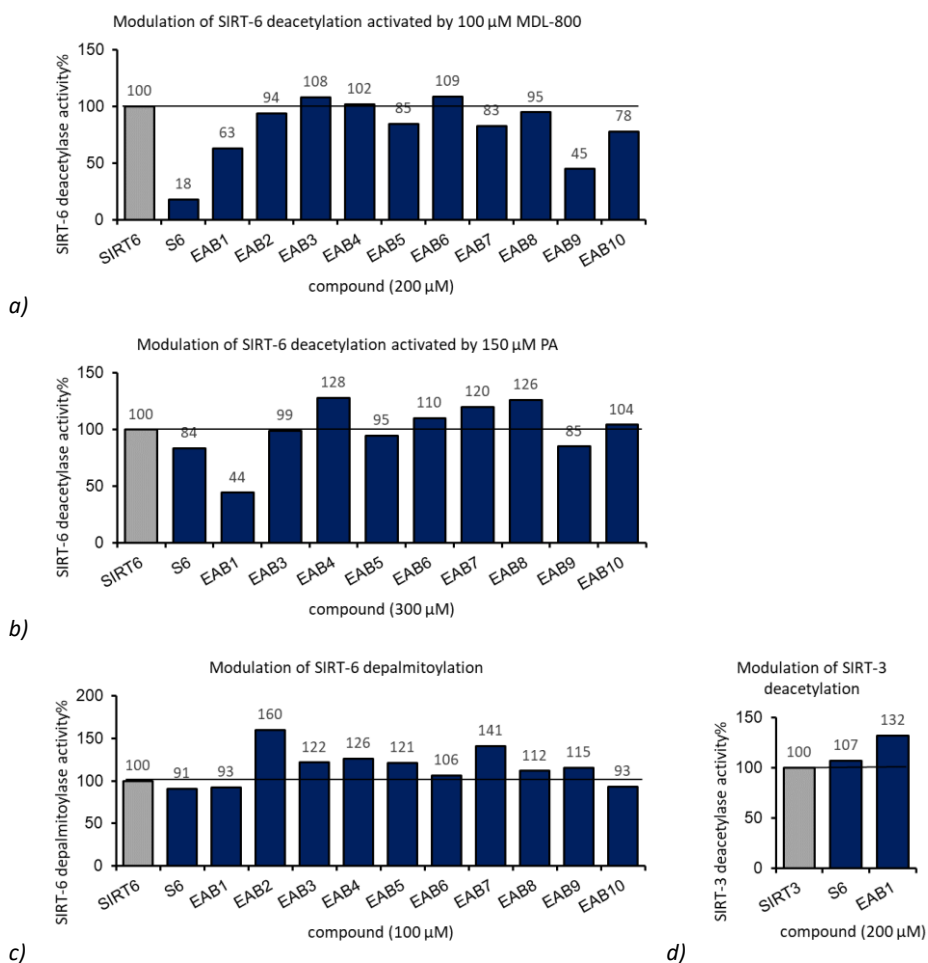 Modulation of SIRT-6 deacetylation activated by 100 µM MDL-800
SIRT-6 deacetylase activity%
150
100
50
0
100
18
63
94
108
102
85
109
83
95
45
78
SIRT6
S6
EAB1
EAB2
EAB3
EAB4
EAB5
EAB6
EAB7
EAB8
EAB9
EAB10
compound (200 µM)
a)
Modulation of SIRT-6 deacetylation activated by 150 µM PA
SIRT-6 deacetylase activity%
150
100
50
0
100
84
44
99
128
95
110
120
126
85
104
SIRT6
S6
EAB1
EAB3
EAB4
EAB5
EAB6
EAB7
EAB8
EAB9
EAB10
compound (300 µM)
b)
Modulation of SIRT-6 depalmitoylation
SIRT-6 depalmitoylase activity%
200
150
100
50
0
100
91
93
160
122
126
121
106
141
112
115
93
SIRT6
S6
EAB1
EAB2
EAB3
EAB4
EAB5
EAB6
EAB7
EAB8
EAB9
EAB10
compound (100 µM)
c)
Modulation of SIRT-3
deacetylation
SIRT-3 deacetylase activity%
150
100
50
0
100
107
132
SIRT3
S6
EAB1
compound (200 µM)
d)